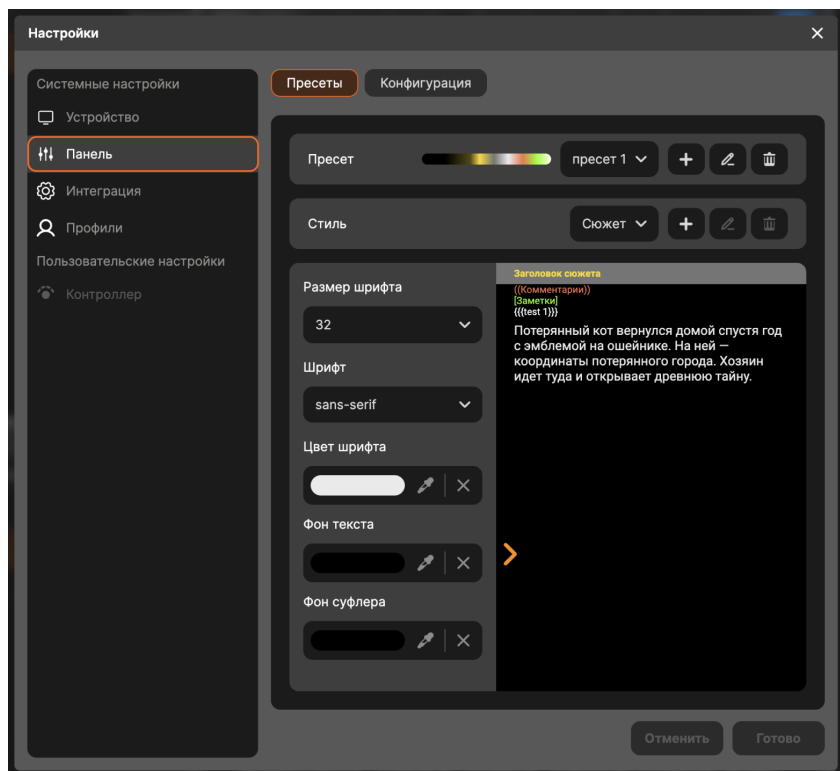 Настройки
Системные настройки
Устройство
Панель
Интеграция
Профили
Пользовательские настройки
Контроллер
Пресеты
Конфигурация
Пресет
пресет 1
Стиль
Сюжет
Размер шрифта
32
Шрифт
sans-serif
Цвет шрифта
Фон текста
Фон суфлера
Заголовок сюжета
((Комментарии))
[Заметки]
{{{test 1}}}
Потерянный кот вернулся домой спустя год
с эмблемой на ошейнике. На ней —
координаты потерянного города. Хозяин
идет туда и открывает древнюю тайну.
Отменить
Готово